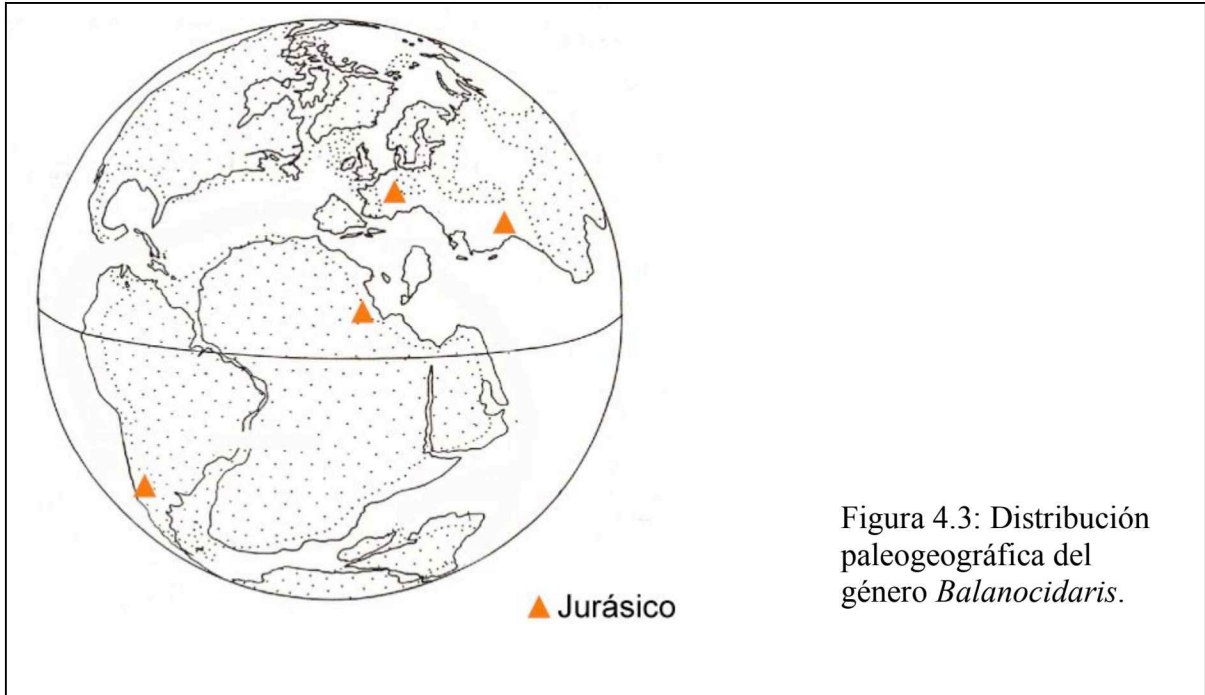 Jurásico
Figura 4.3: Distribución
paleogeográfica del
género Balanocidaris.